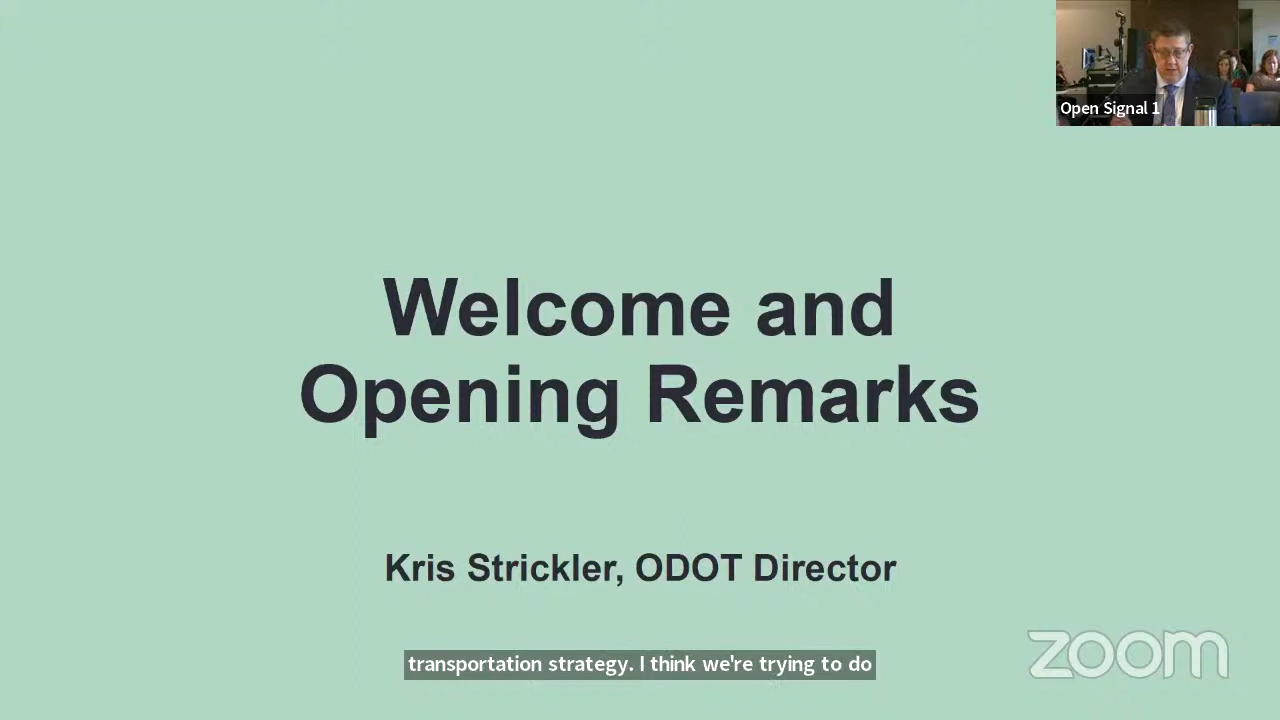 Open Signal 1
Welcome and
Opening Remarks
Kris Strickler, ODOT Director
transportation strategy. I think we're trying to do
zoom